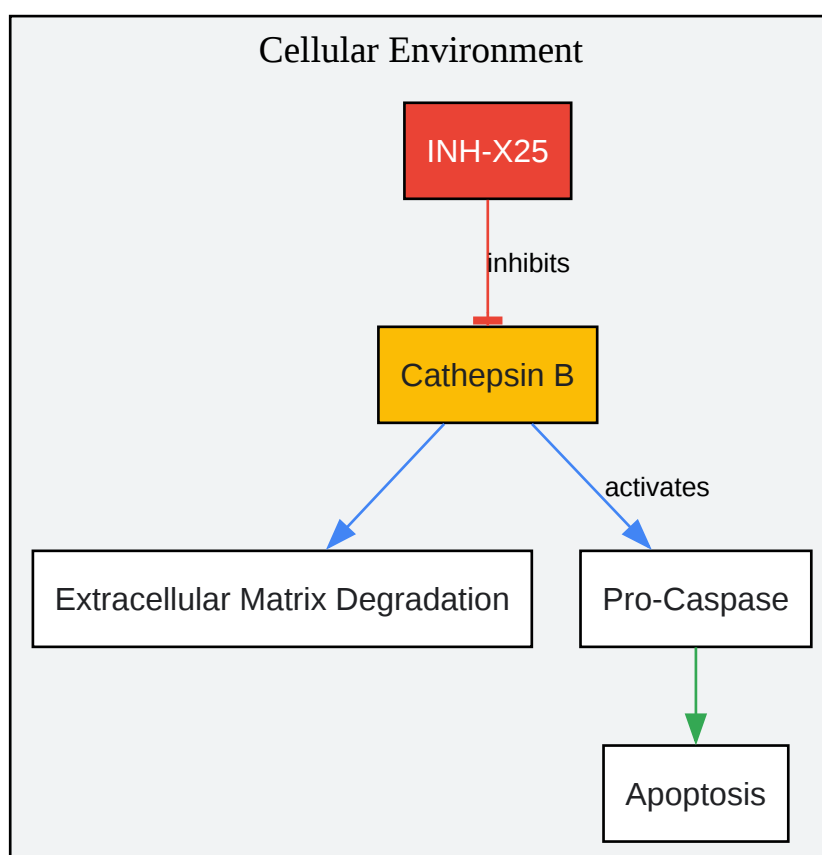 Cellular Environment
INH-X25
inhibits
Cathepsin B
activates
Extracellular Matrix Degradation
Pro-Caspase
Apoptosis